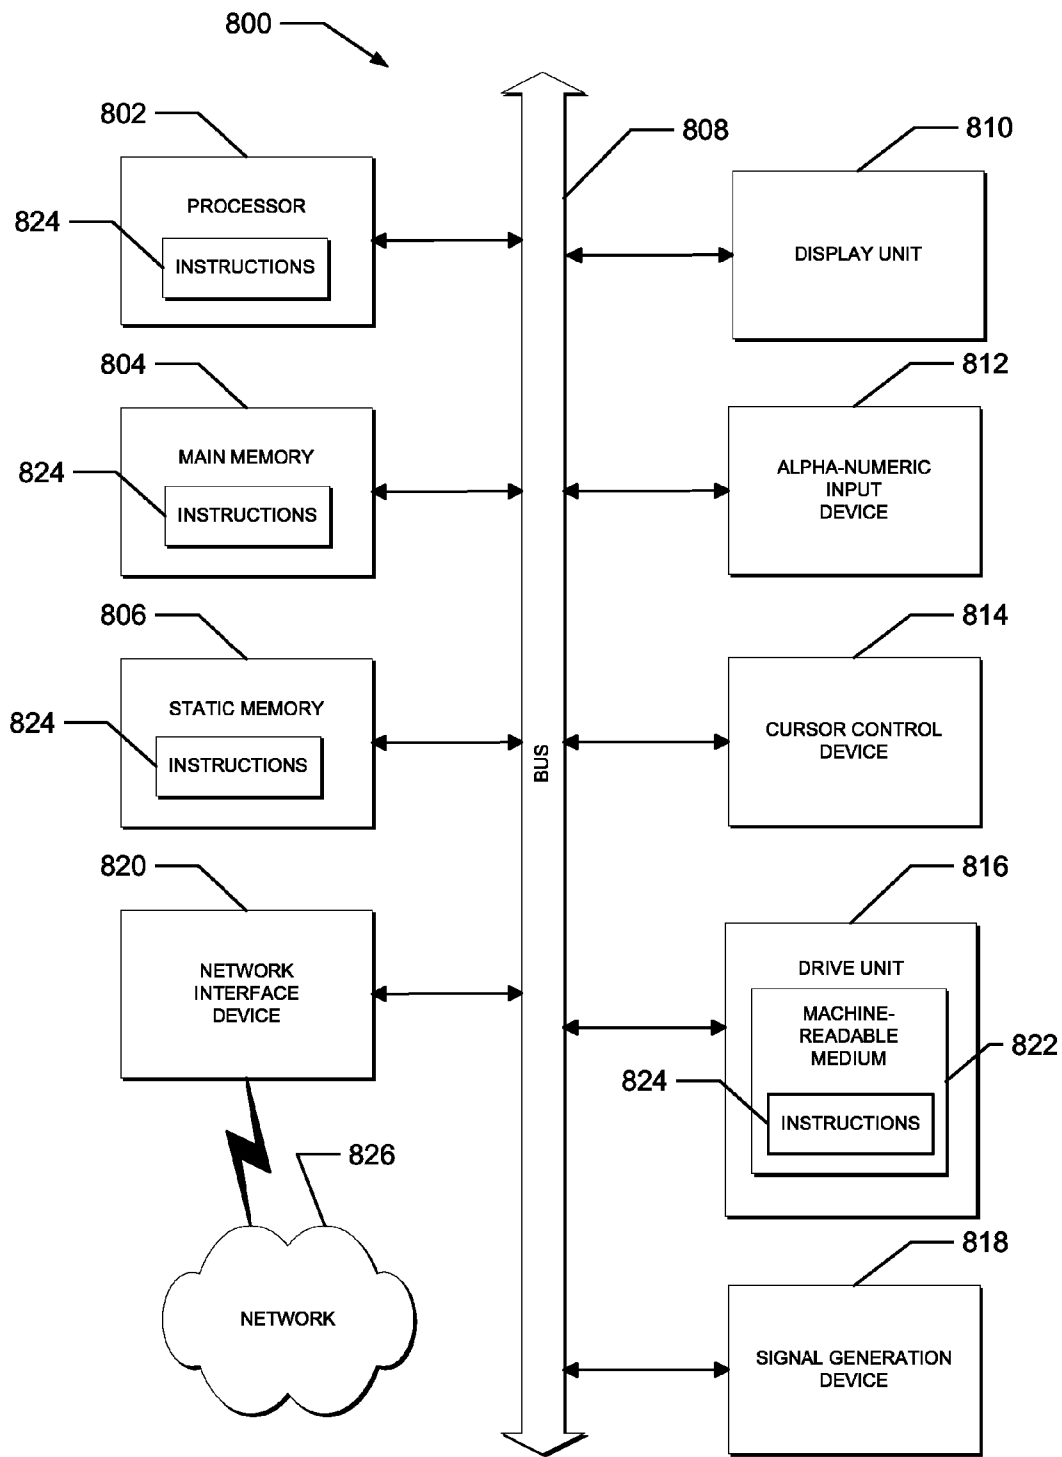 800
802
808
810
PROCESSOR
824
INSTRUCTIONS
DISPLAY UNIT
804
812
MAIN MEMORY
824
INSTRUCTIONS
ALPHA-NUMERIC
INPUT
DEVICE
806
814
STATIC MEMORY
824
INSTRUCTIONS
BUS
CURSOR CONTROL
DEVICE
820
816
NETWORK
INTERFACE
DEVICE
DRIVE UNIT
MACHINE-
READABLE
MEDIUM
822
824
INSTRUCTIONS
826
NETWORK
818
SIGNAL GENERATION
DEVICE